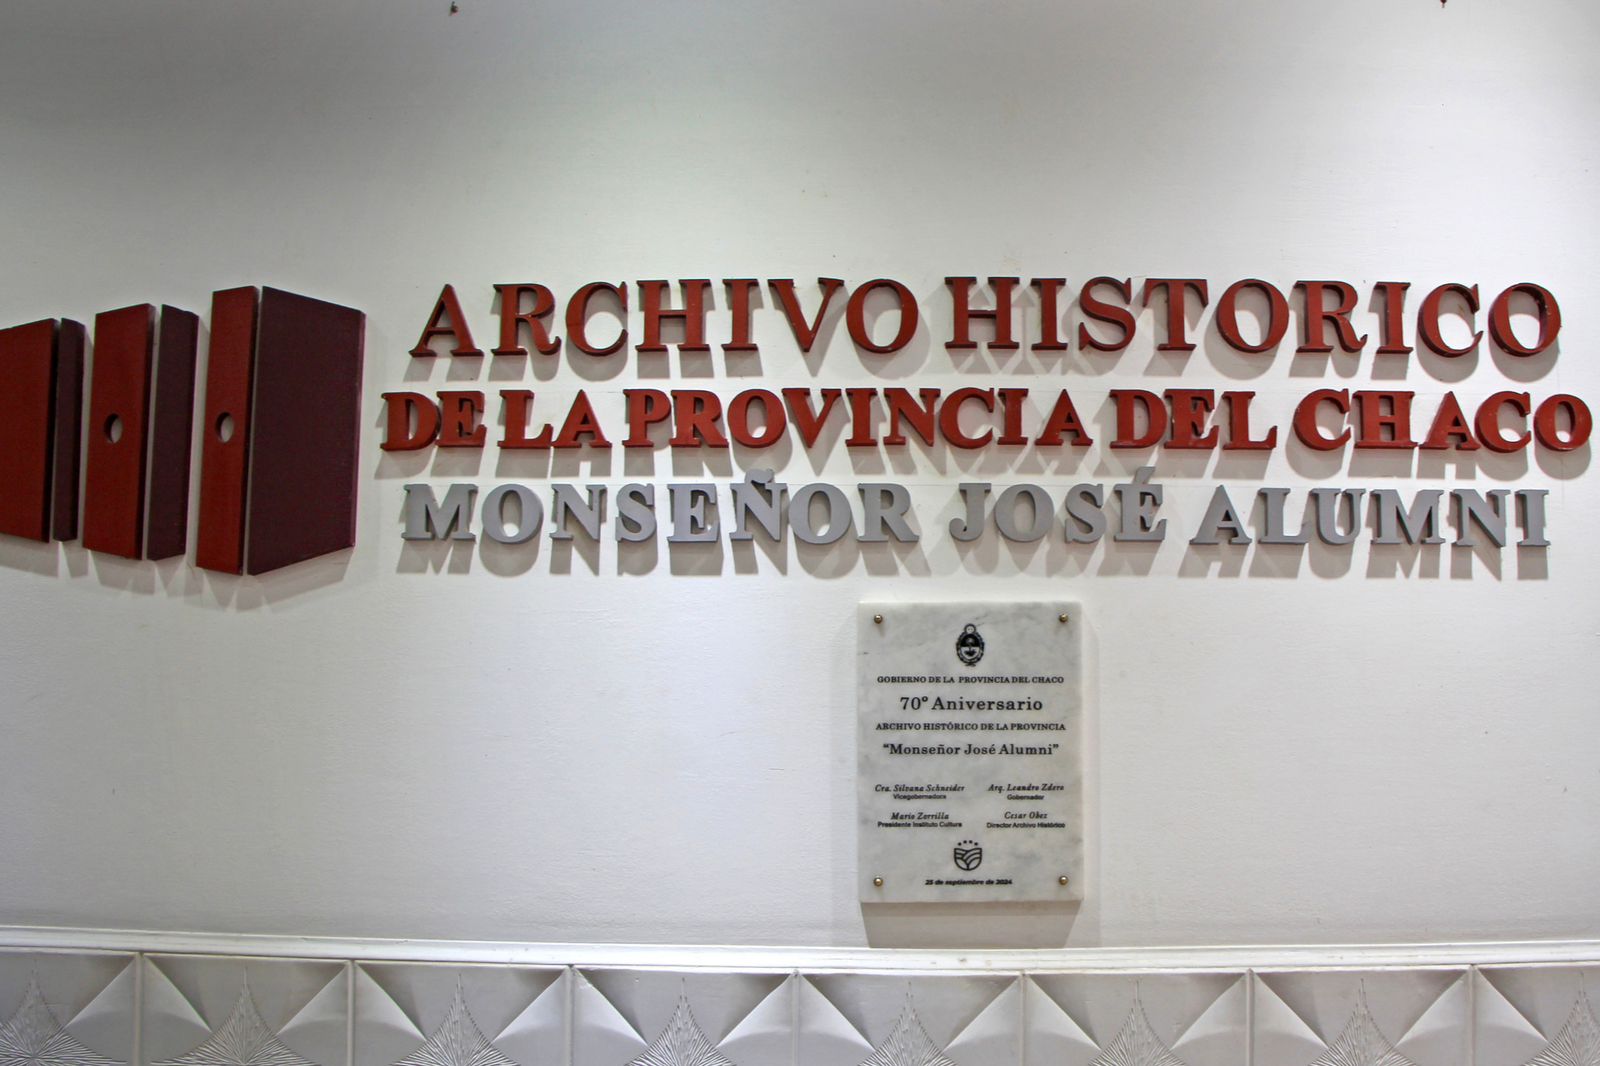 ARCHIVO HISTORICO
DE LA PROVINCIA DEL CHACO
MONSEÑOR JOSÉ ALUMNI
GOBIERNO DE LA PROVINCIA DEL CHACO
70º Aniversario
ARCHIVO HISTÓRICO DE LA PROVINCIA
“Monseñor José Alumni”
Cra. Silvana Schneider
Vicegobernadora
Arq. Leandro Zdero
Gobernador
Mario Zorrilla
Presidente Instituto Cultura
Cesar Obez
Director Archivo Histórico
25 de septiembre de 2024